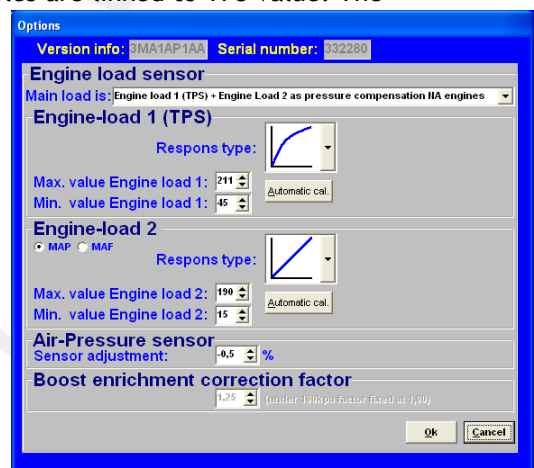 Options
Version info: 3MA1AP1AA Serial number: 332280
Engine load sensor
Main load is: Engine load 1 (TPS) + Engine Load 2 as pressure compensation NA engines
Engine-load 1 (TPS)
Respons type:
Max. value Engine load 1: 211
Automatic cal.
Min. value Engine load 1: 45
Engine-load 2
MAP MAF
Respons type:
Max. value Engine load 2: 190
Automatic cal.
Min. value Engine load 2: 15
Air-Pressure sensor
Sensor adjustment: -0,5 %
Boost enrichment correction factor
1,25 (under 100kpa factor fixed at 1,00)
Ok Cancel